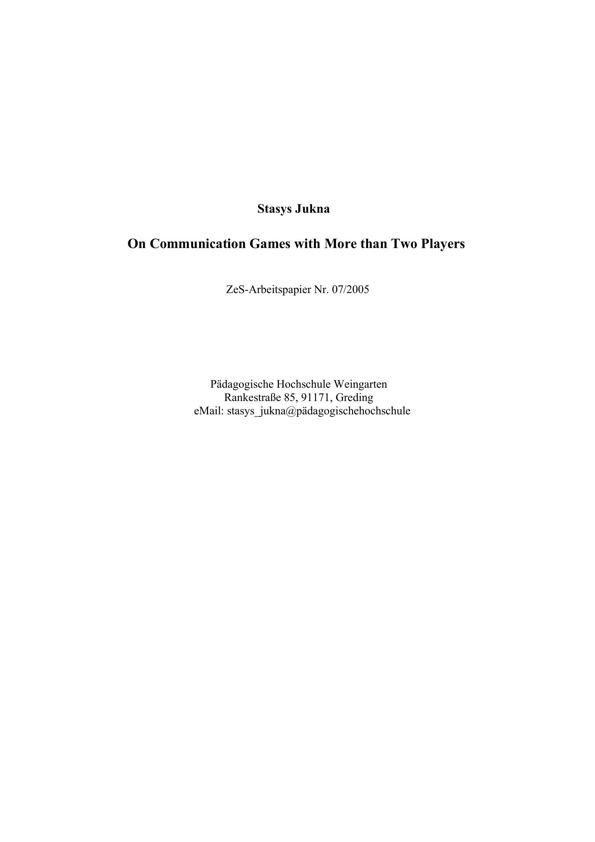 Stasys Jukna
On Communication Games with More than Two Players
ZeS-Arbeitspapier Nr. 07/2005
Pädagogische Hochschule Weingarten
Rankestraße 85, 91171, Greding
eMail: stasys_jukna@pädagogischehochschule